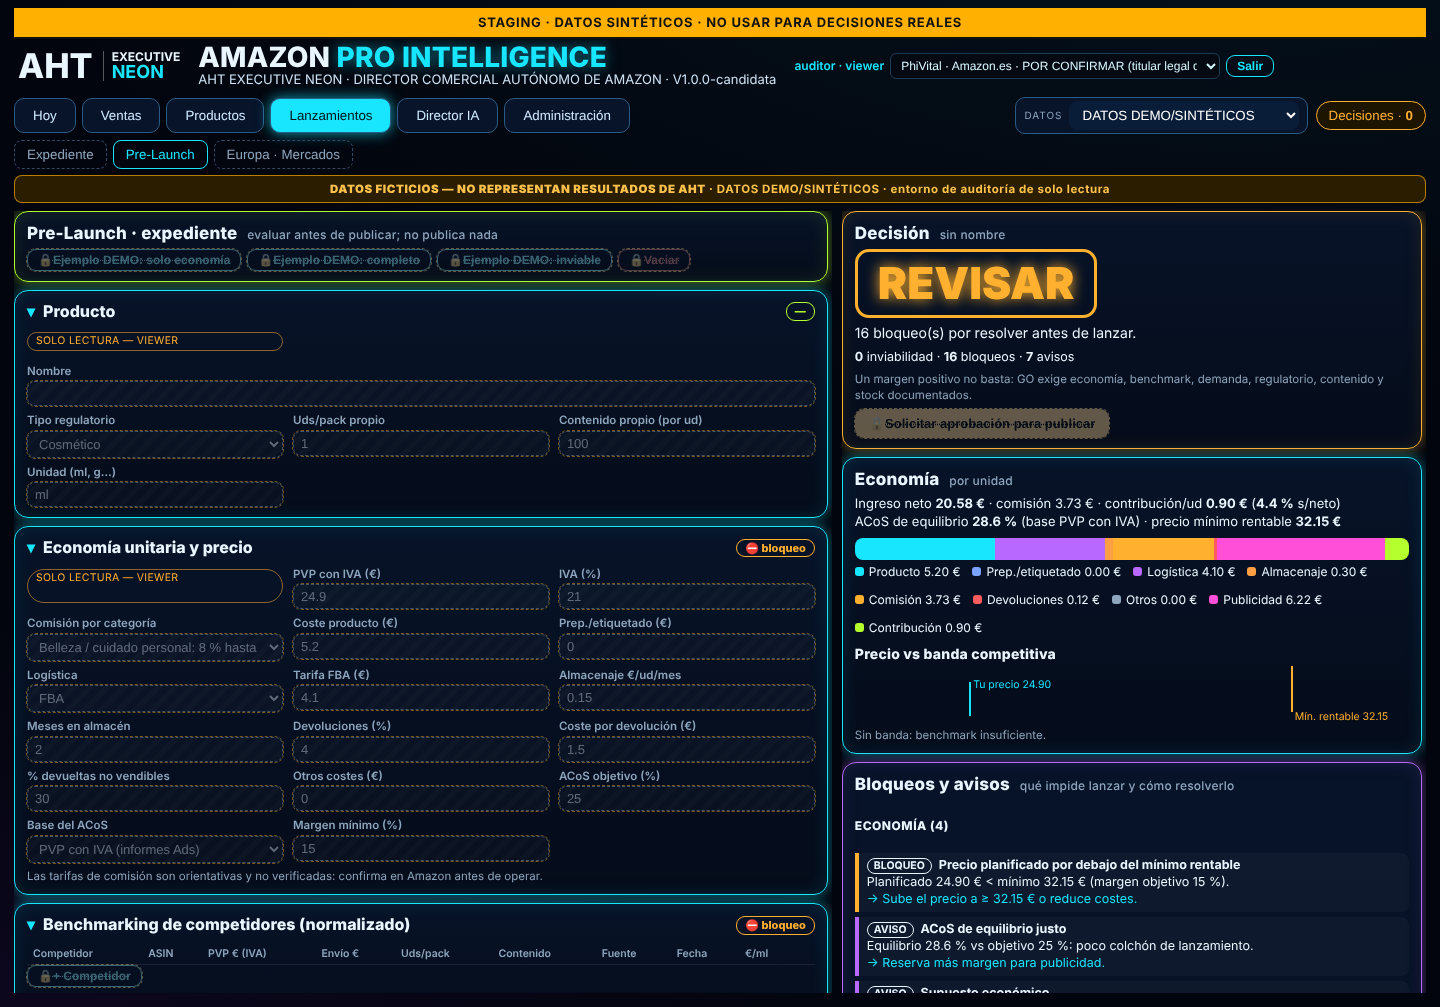 STAGING · DATOS SINTÉTICOS · NO USAR PARA DECISIONES REALES
AHT EXECUTIVE NEON
AMAZON PRO INTELLIGENCE
AHT EXECUTIVE NEON · DIRECTOR COMERCIAL AUTÓNOMO DE AMAZON · V1.0.0-candidata
auditor · viewer
PhiVital · Amazon.es · POR CONFIRMAR (titular legal c
Salir
Hoy
Ventas
Productos
Lanzamientos
Director IA
Administración
DATOS
DATOS DEMO/SINTÉTICOS
Decisiones · 0
Expediente
Pre-Launch
Europa · Mercados
DATOS FICTICIOS — NO REPRESENTAN RESULTADOS DE AHT · DATOS DEMO/SINTÉTICOS · entorno de auditoría de solo lectura
Pre-Launch · expediente evaluar antes de publicar; no publica nada
Ejemplo DEMO: solo economía
Ejemplo DEMO: completo
Ejemplo DEMO: inviable
Vaciar
▼ Producto
—
SOLO LECTURA — VIEWER
Nombre
Tipo regulatorio
Uds/pack propio
Contenido propio (por ud)
Cosmético
1
100
Unidad (ml, g…)
ml
▼ Economía unitaria y precio
⛔ bloqueo
SOLO LECTURA — VIEWER
PVP con IVA (€)
IVA (%)
24.9
21
Comisión por categoría
Coste producto (€)
Prep./etiquetado (€)
Belleza / cuidado personal: 8 % hasta
5.2
0
Logística
Tarifa FBA (€)
Almacenaje €/ud/mes
FBA
4.1
0.15
Meses en almacén
Devoluciones (%)
Coste por devolución (€)
2
4
1.5
% devueltas no vendibles
Otros costes (€)
ACoS objetivo (%)
30
0
25
Base del ACoS
Margen mínimo (%)
PVP con IVA (informes Ads)
15
Las tarifas de comisión son orientativas y no verificadas: confirma en Amazon antes de operar.
▼ Benchmarking de competidores (normalizado)
⛔ bloqueo
Competidor ASIN PVP € (IVA) Envío € Uds/pack Contenido Fuente Fecha €/ml
+ Competidor
Decisión sin nombre
REVISAR
16 bloqueo(s) por resolver antes de lanzar.
0 inviabilidad · 16 bloqueos · 7 avisos
Un margen positivo no basta: GO exige economía, benchmark, demanda, regulatorio, contenido y
stock documentados.
Solicitar aprobación para publicar
Economía por unidad
Ingreso neto 20.58 € · comisión 3.73 € · contribución/ud 0.90 € (4.4 % s/neto)
ACoS de equilibrio 28.6 % (base PVP con IVA) · precio mínimo rentable 32.15 €
Producto 5.20 € Prep./etiquetado 0.00 € Logística 4.10 € Almacenaje 0.30 €
Comisión 3.73 € Devoluciones 0.12 € Otros 0.00 € Publicidad 6.22 €
Contribución 0.90 €
Precio vs banda competitiva
Tu precio 24.90
Mín. rentable 32.15
Sin banda: benchmark insuficiente.
Bloqueos y avisos qué impide lanzar y cómo resolverlo
ECONOMÍA (4)
BLOQUEO Precio planificado por debajo del mínimo rentable
Planificado 24.90 € < mínimo 32.15 € (margen objetivo 15 %).
→ Sube el precio a ≥ 32.15 € o reduce costes.
AVISO ACoS de equilibrio justo
Equilibrio 28.6 % vs objetivo 25 %: poco colchón de lanzamiento.
→ Reserva más margen para publicidad.
AVISO Supuesto económico